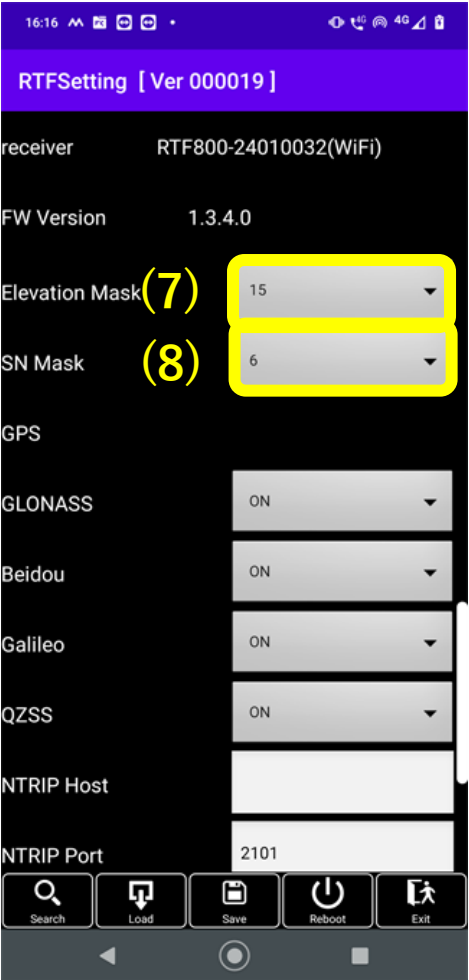 16:16
4G 4G
RTFSetting [ Ver 000019 ]
receiver RTF800-24010032(WiFi)
FW Version 1.3.4.0
Elevation Mask (7) 15
SN Mask (8) 6
GPS
GLONASS ON
Beidou ON
Galileo ON
QZSS ON
NTRIP Host
NTRIP Port 2101
Search Load Save Reboot Exit